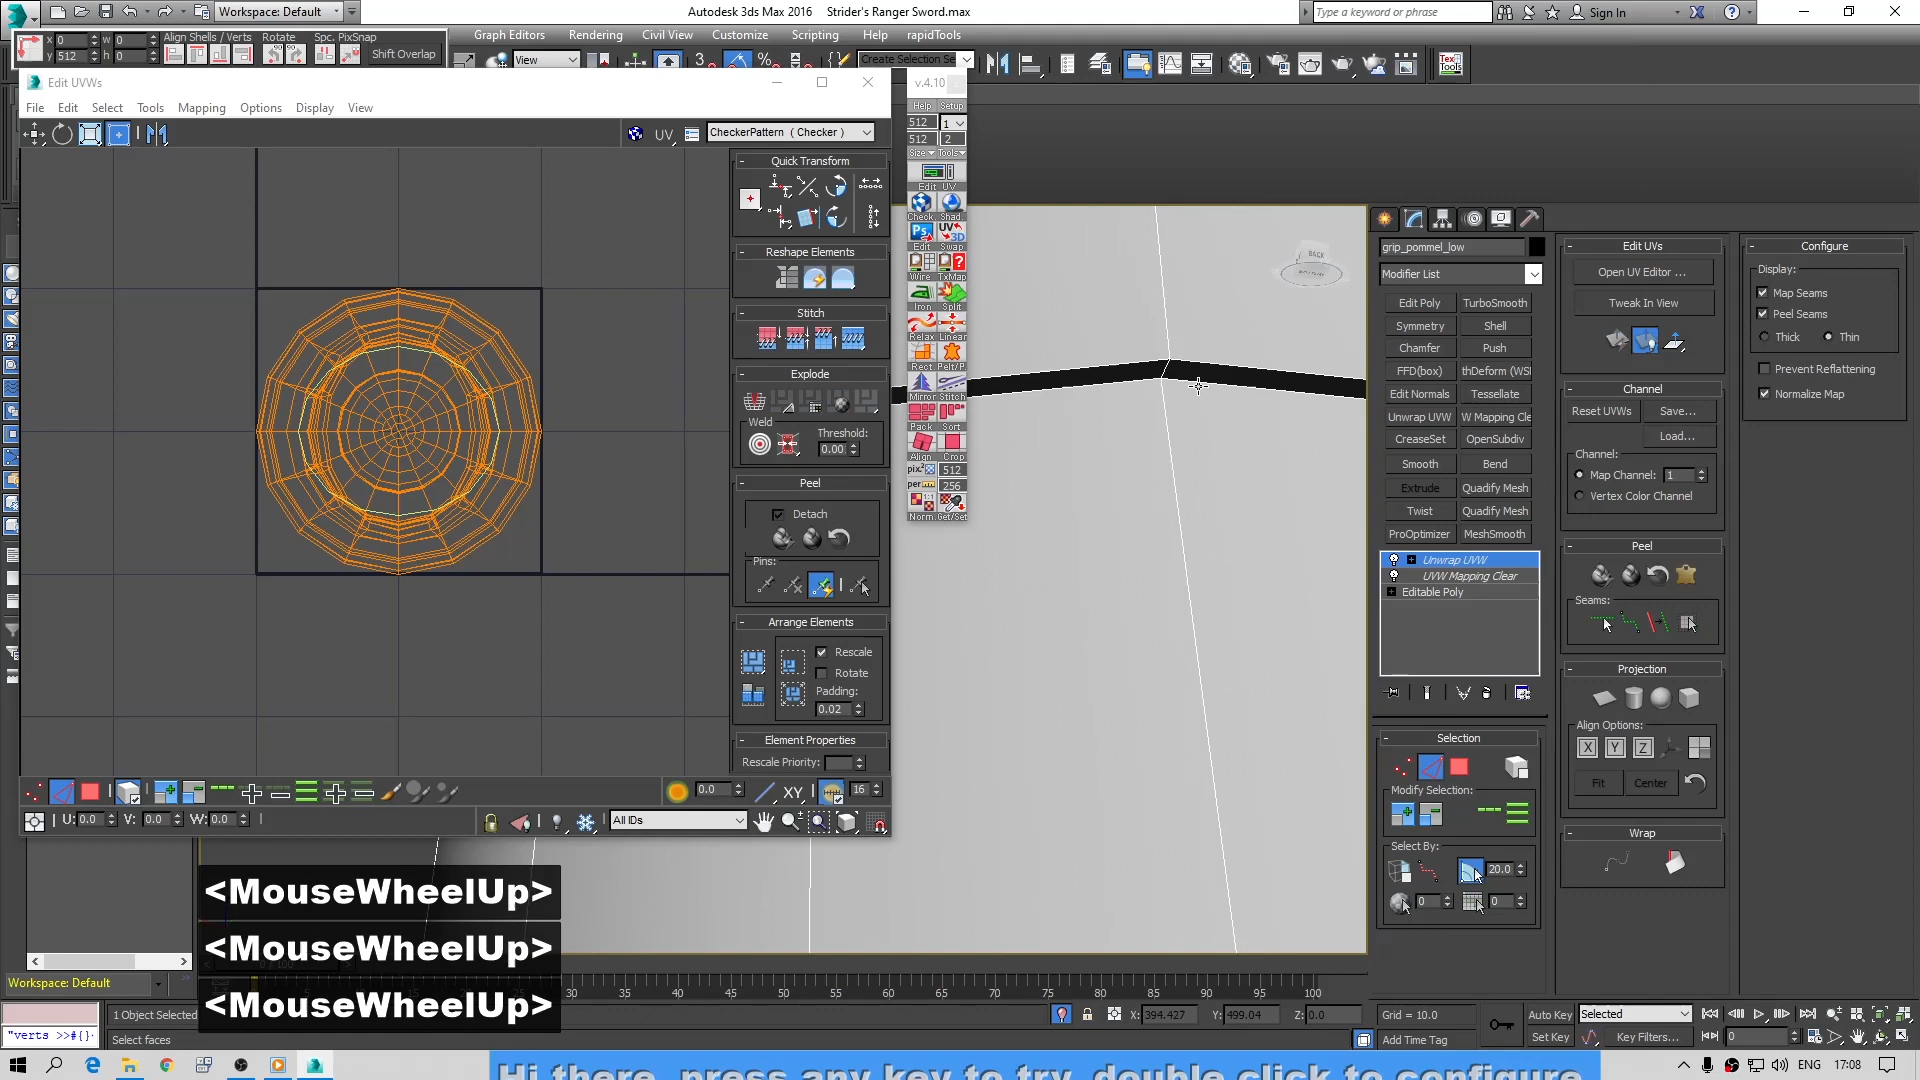 Workspace: Default
Autodesk 3ds Max 2016 Strider's Ranger Sword.max
Type a keyword or phrase
Sign In
X 0 w 0
Align Shells / Verts Rotate Spc. PixSnap
512 h 0
Shift Overlap
Graph Editors Rendering Civil View Customize Scripting Help rapidTools
View
Create Selection Se
Edit UVWs
v.4.10
File Edit Select Tools Mapping Options Display View
Help Setup
512 1
512 2
Size Tools
UV
CheckerPattern ( Checker )
Quick Transform
Edit UV
Check. Shad.
Edit Swap
Wire TxMap
Iron Split
Relax Linear
Rect. Pelt/P.
Mirror Stitch
Pack Sort
Align Crop
pix² 512
per 256
Norm. Get/Set
Reshape Elements
Stitch
Explode
Weld
Threshold:
0.00
Peel
Detach
Pins:
Arrange Elements
Rescale
Rotate
Padding:
0.02
Element Properties
Rescale Priority:
0.0
XY
16
U: 0.0 V: 0.0 W: 0.0
All IDs
BACK
grip_pommel_low
Modifier List
Edit Poly TurboSmooth
Symmetry Shell
Chamfer Push
FFD(box) thDeform (WS
Edit Normals Tessellate
Unwrap UVW W Mapping Cle
CreaseSet OpenSubdiv
Smooth Bend
Extrude Quadify Mesh
Twist Quadify Mesh
ProOptimizer MeshSmooth
Unwrap UVW
UVW Mapping Clear
Editable Poly
Selection
Modify Selection:
Select By:
20.0
0 0
Edit UVs
Open UV Editor ...
Tweak In View
Channel
Reset UVWs Save...
Load...
Channel:
Map Channel: 1
Vertex Color Channel
Peel
Seams:
Projection
Align Options:
X Y Z
Fit Center
Wrap
Configure
Display:
Map Seams
Peel Seams
Thick Thin
Prevent Reflattening
Normalize Map
<MouseWheelUp>
<MouseWheelUp>
<MouseWheelUp>
Workspace: Default
30 35 40 45 50 55 60 65 70 75 80 85 90 95 100
"verts >>#{}·
1 Object Selected
Select faces
X: 394.427 Y: 499.04 Z: 0.0
Grid = 10.0
Add Time Tag
Auto Key Selected
Set Key Key Filters...
0
Hi there, press any key to try, double click to configure
ENG 17:08